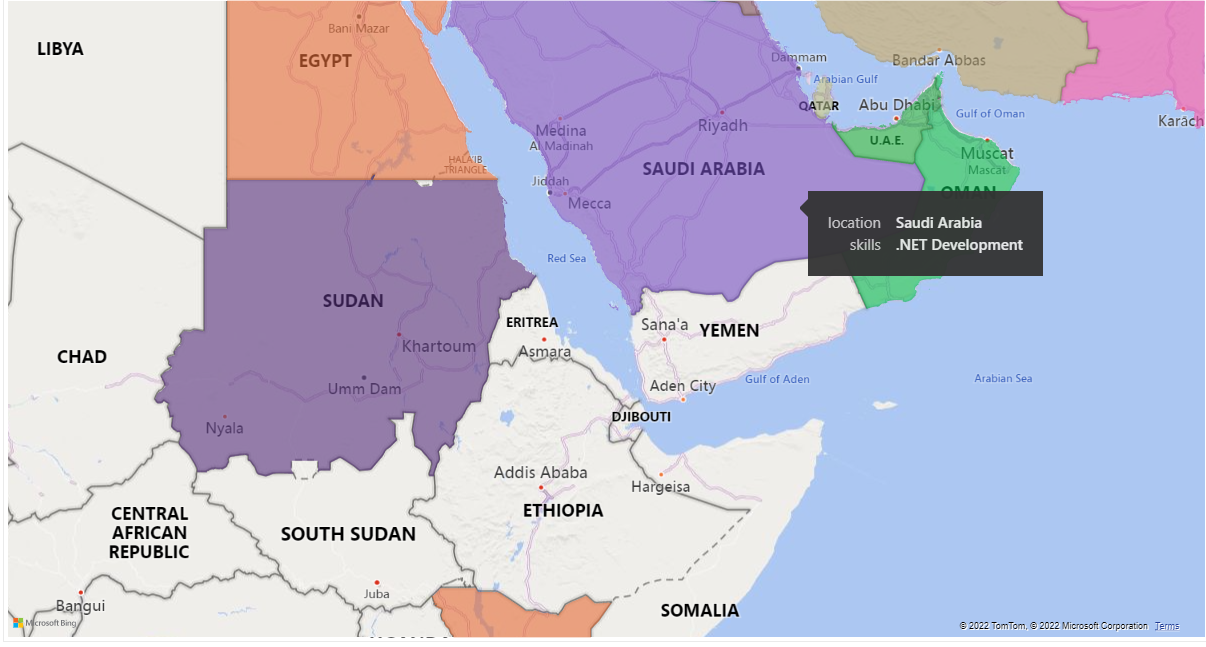 LIBYA
Bani Mazar
EGYPT
Dammam
Bandar Abbas
Arabian Gulf
QATAR
Abu Dhabi
Gulf of Oman
Karāch
Medina
Al Madinah
Riyadh
U.A.E.
Muscat
Mascat
HALA'IB
TRIANGLE
SAUDI ARABIA
Jiddah
Mecca
OMAN
location Saudi Arabia
skills .NET Development
Red Sea
SUDAN
ERITREA
Sana'a
YEMEN
Khartoum
Asmara
CHAD
Umm Dam
Aden City
Gulf of Aden
Arabian Sea
DJIBOUTI
Nyala
Addis Ababa
Hargeisa
ETHIOPIA
CENTRAL
AFRICAN
REPUBLIC
SOUTH SUDAN
Juba
Bangui
SOMALIA
Microsoft Bing
© 2022 TomTom, © 2022 Microsoft Corporation Terms